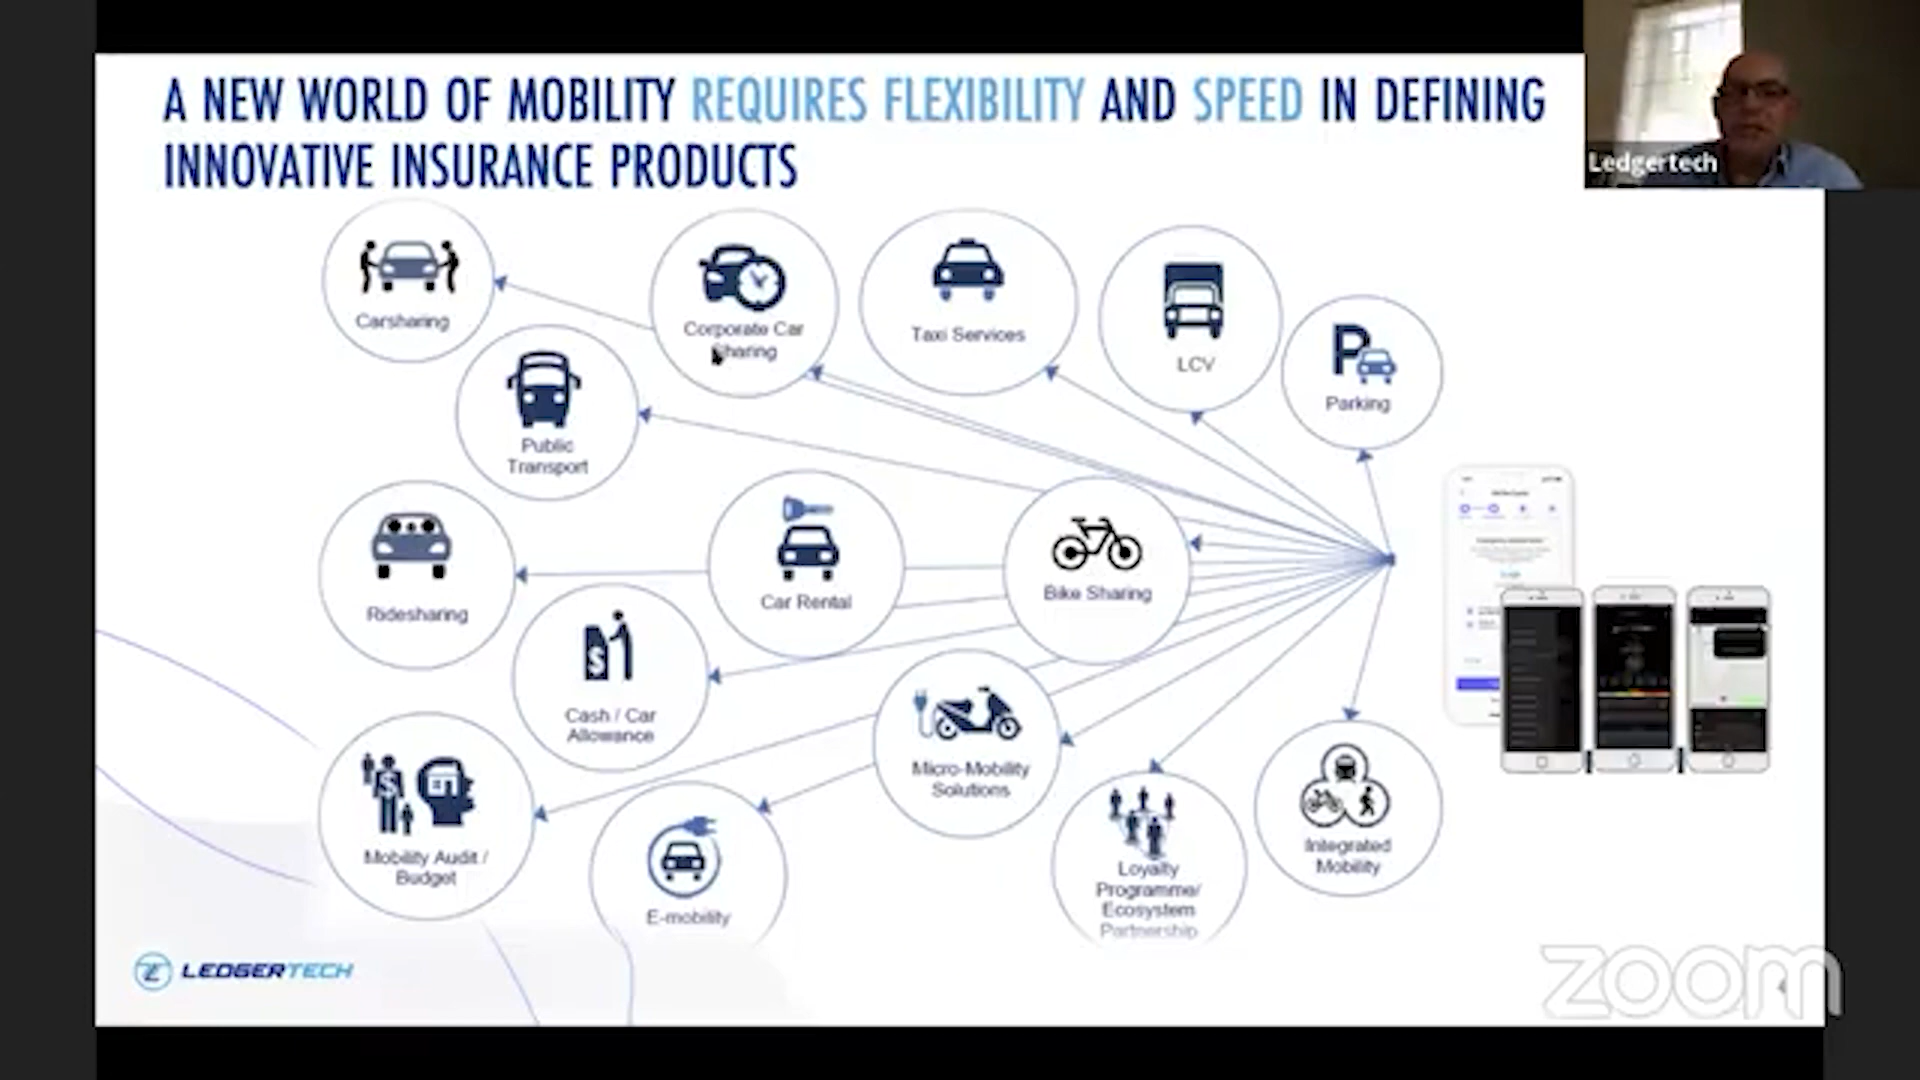 A NEW WORLD OF MOBILITY REQUIRES FLEXIBILITY AND SPEED IN DEFINING
INNOVATIVE INSURANCE PRODUCTS
Ledgertech
Carsharing
Corporate Car
Sharing
Taxi Services
LCV
P
Parking
Public
Transport
Ridesharing
Car Rental
Bike Sharing
$
Cash / Car
Allowance
Micro-Mobility
Solutions
$
Mobility Audit /
Budget
E-mobility
Loyalty
Programme/
Ecosystem
Partnership
Integrated
Mobility
LEDGERTECH
zoom